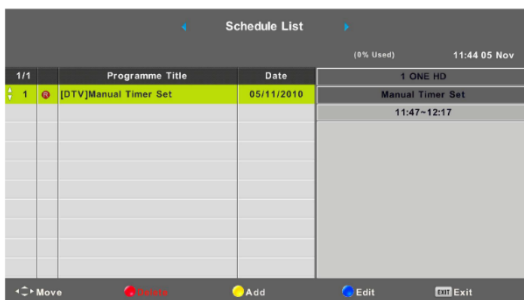 Schedule List
(0% Used) 11:44 05 Nov
1/1 Programme Title Date 1 ONE HD
1 R [DTV]Manual Timer Set 05/11/2010 Manual Timer Set
11:47~12:17
Move Delete Add Edit EXIT Exit